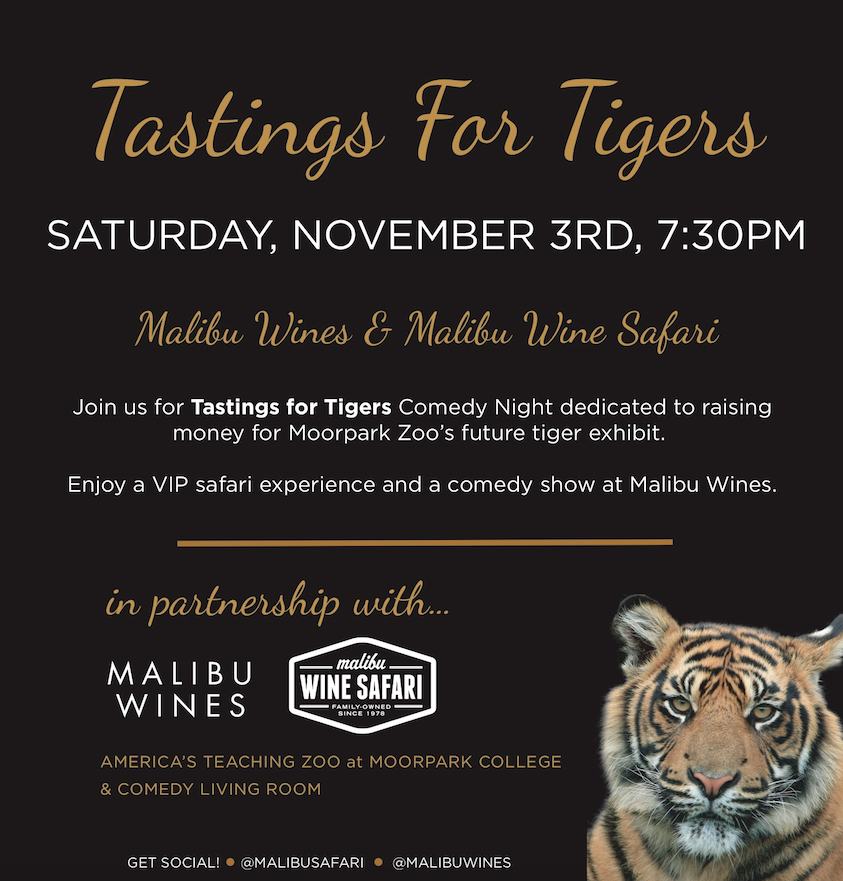 Tastings For Tigers
SATURDAY, NOVEMBER 3RD, 7:30PM
Malibu Wines & Malibu Wine Safari
Join us for Tastings for Tigers Comedy Night dedicated to raising
money for Moorpark Zoo’s future tiger exhibit.
Enjoy a VIP safari experience and a comedy show at Malibu Wines.
in partnership with...
MALIBU
WINES
malibu
WINE SAFARI
FAMILY-OWNED
SINCE 1978
AMERICA’S TEACHING ZOO at MOORPARK COLLEGE
& COMEDY LIVING ROOM
GET SOCIAL! • @MALIBUSAFARI • @MALIBUWINES